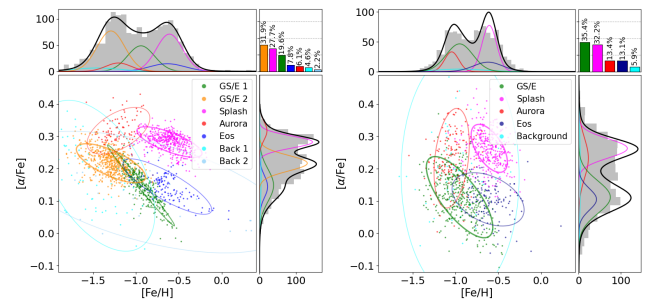 100
50
0
31.9%
27.7%
19.6%
7.8%
6.1%
4.6%
2.2%
[α/Fe]
0.4
0.3
0.2
0.1
0.0
−0.1
GS/E 1
GS/E 2
Splash
Aurora
Eos
Back 1
Back 2
−1.5
−1.0
−0.5
0.0
[Fe/H]
0
100
100
50
0
35.4%
32.2%
13.4%
13.1%
5.9%
[α/Fe]
0.4
0.3
0.2
0.1
0.0
−0.1
GS/E
Splash
Aurora
Eos
Background
−1.5
−1.0
−0.5
0.0
[Fe/H]
0
100